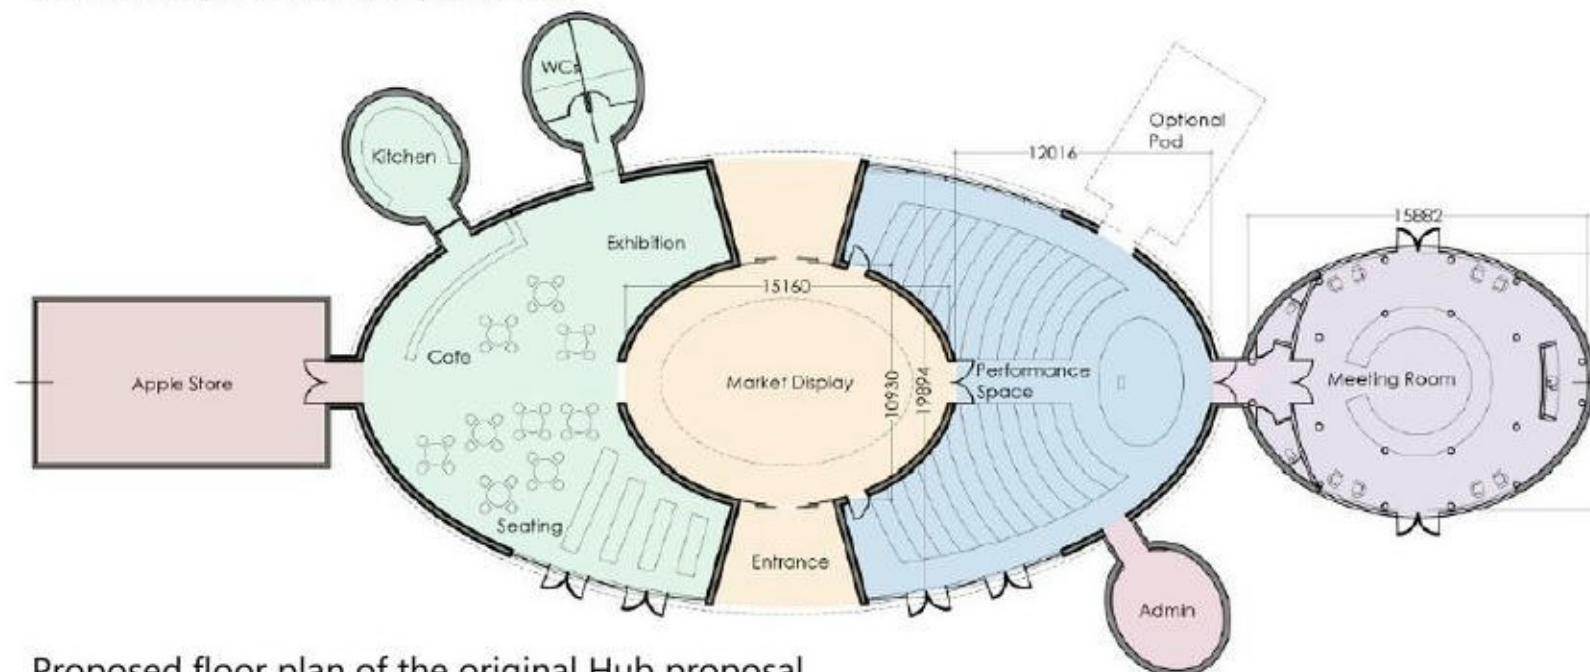 WCs
Kitchen
Optional
Pod
12016
15882
Exhibition
15160
Cafe
Apple Store
Market Display
10930
19894
Performance
Space
Meeting Room
Seating
Entrance
Admin
Proposed floor plan of the original Hub proposal